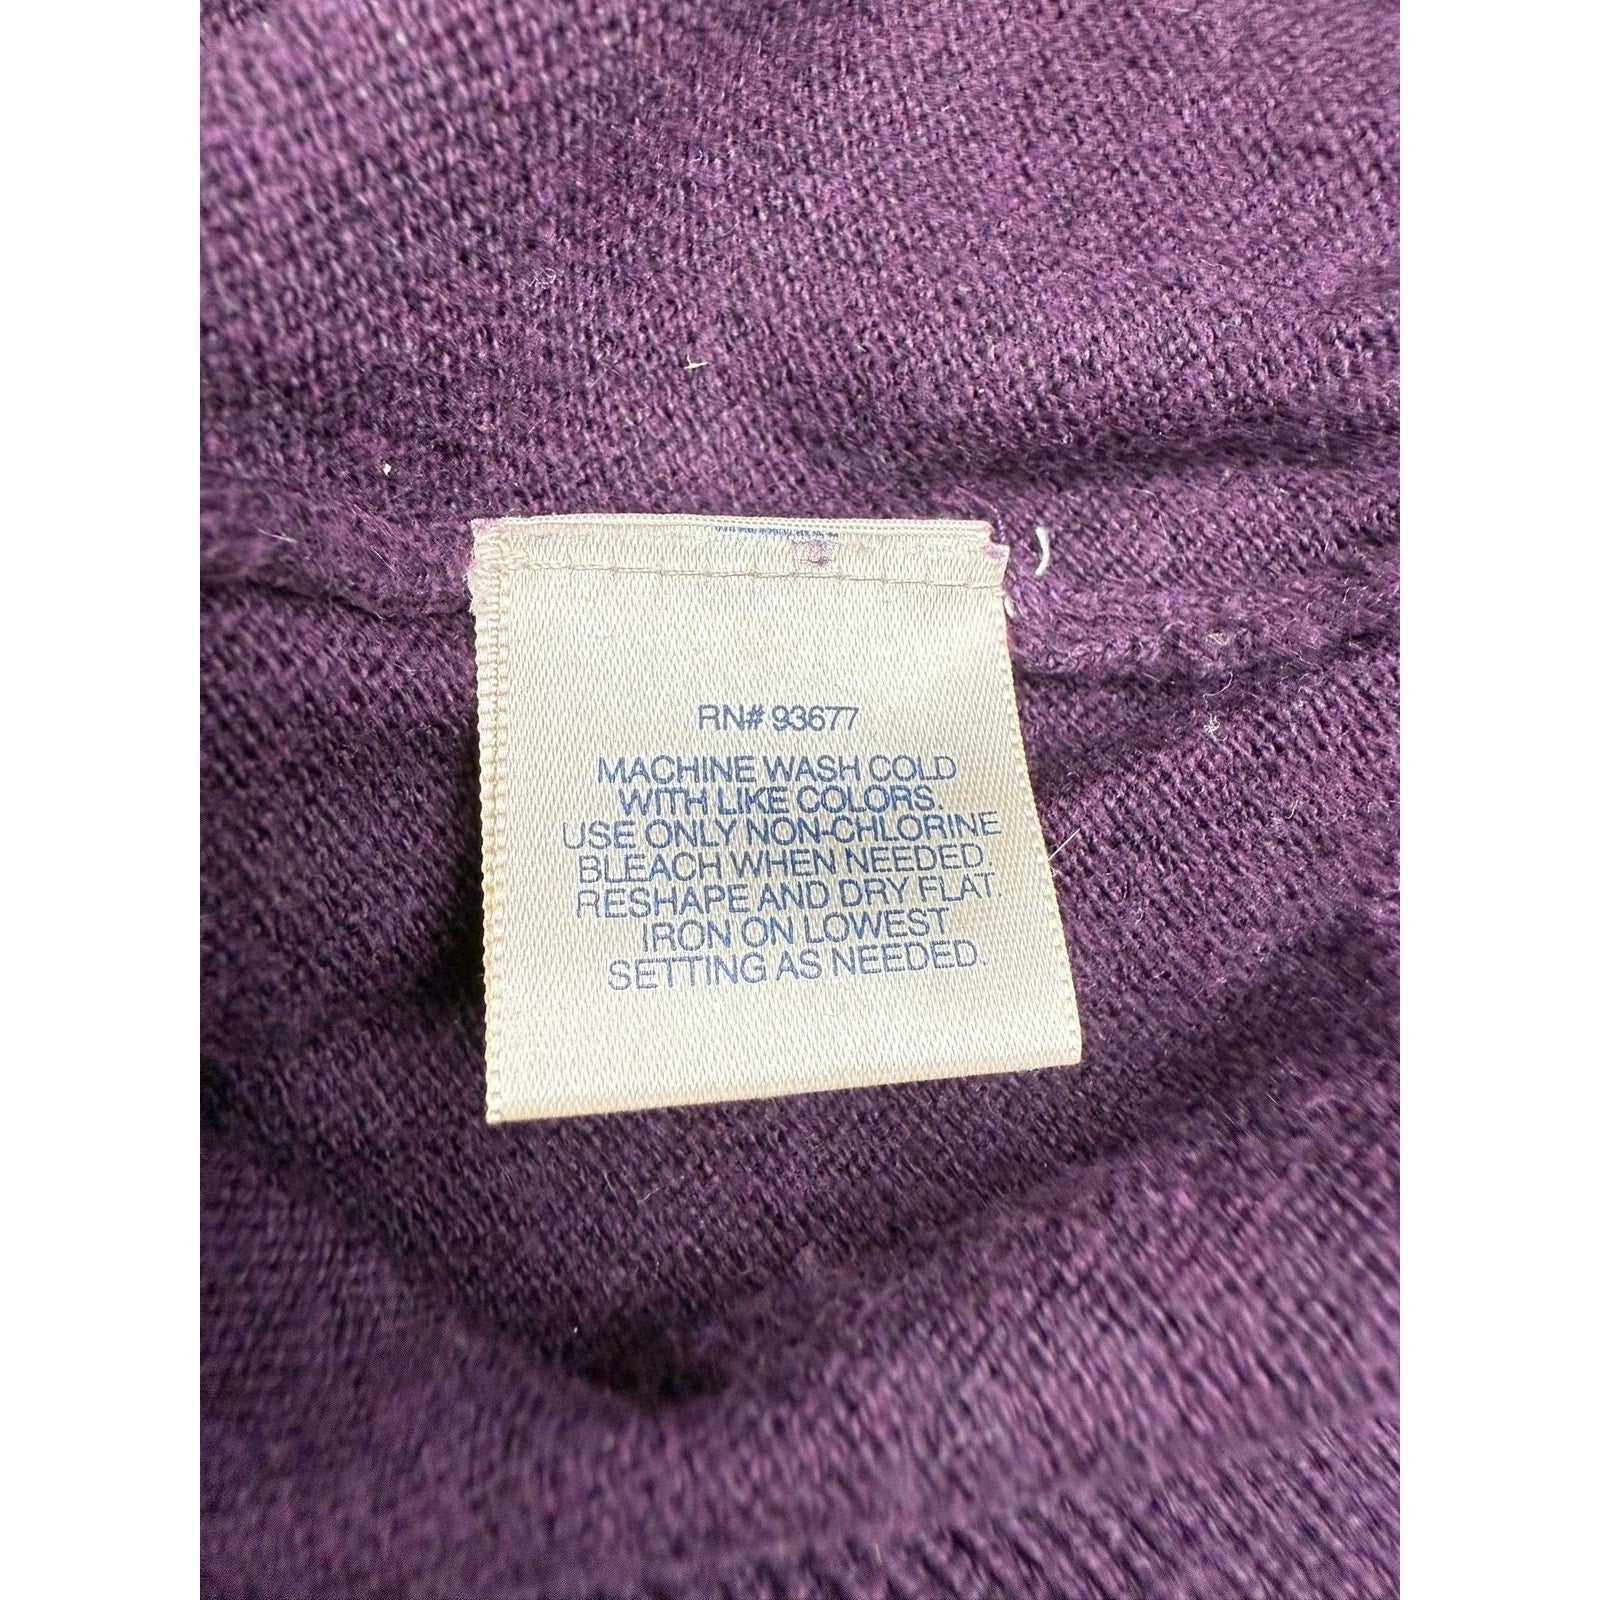 RN# 93677
MACHINE WASH COLD
WITH LIKE COLORS.
USE ONLY NON-CHLORINE
BLEACH WHEN NEEDED.
RESHAPE AND DRY FLAT.
IRON ON LOWEST
SETTING AS NEEDED.